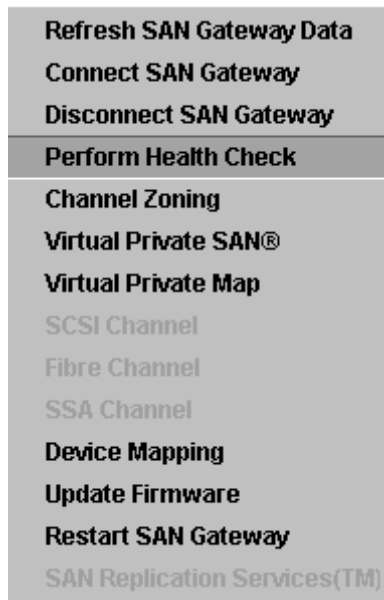 Refresh SAN Gateway Data
Connect SAN Gateway
Disconnect SAN Gateway
Perform Health Check
Channel Zoning
Virtual Private SAN®
Virtual Private Map
SCSI Channel
Fibre Channel
SSA Channel
Device Mapping
Update Firmware
Restart SAN Gateway
SAN Replication Services(TM)